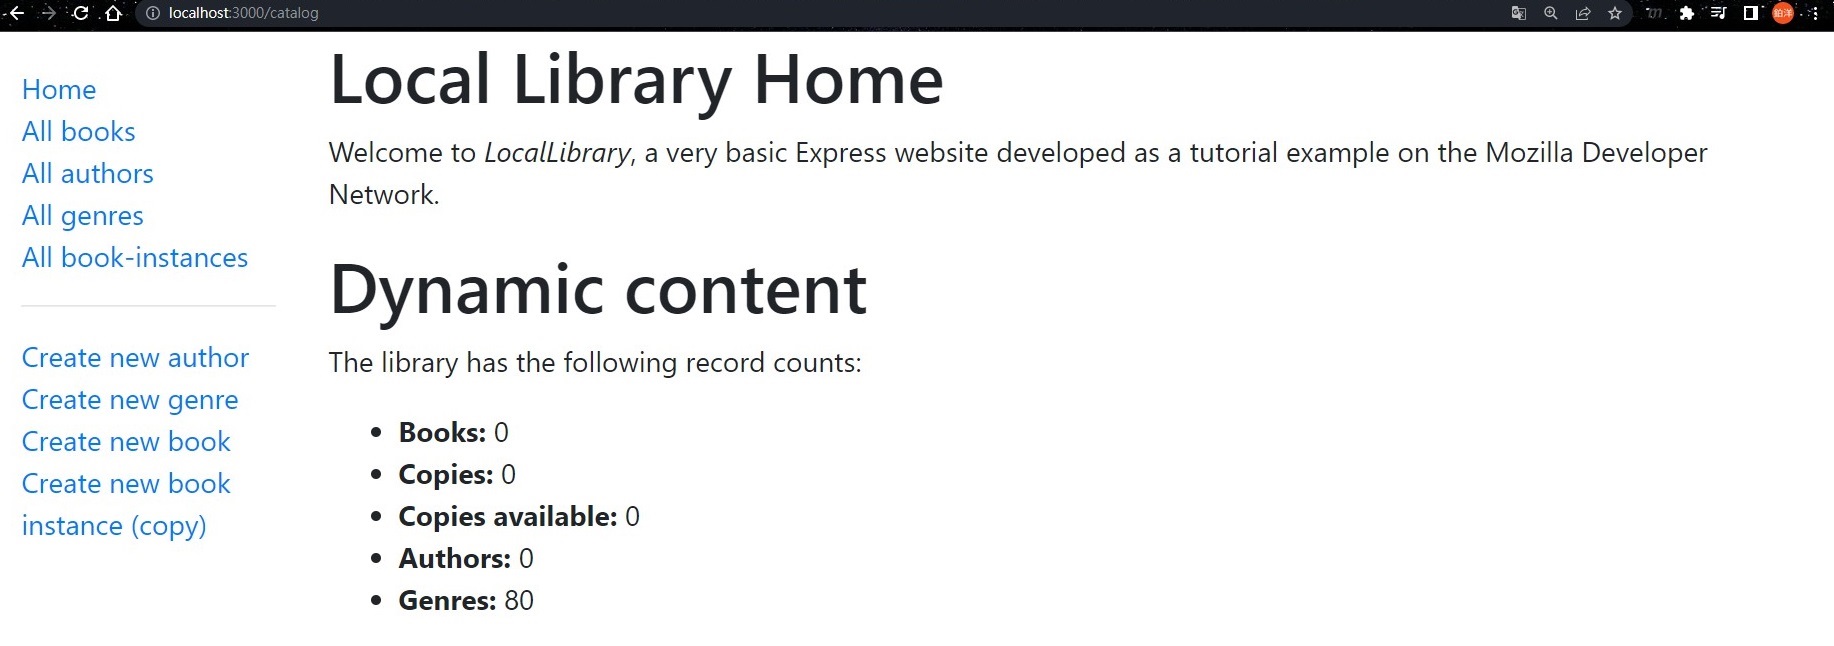 localhost:3000/catalog
Home
All books
All authors
All genres
All book-instances
Create new author
Create new genre
Create new book
Create new book
instance (copy)
Local Library Home
Welcome to LocalLibrary, a very basic Express website developed as a tutorial example on the Mozilla Developer
Network.
Dynamic content
The library has the following record counts:
Books: 0
Copies: 0
Copies available: 0
Authors: 0
Genres: 80